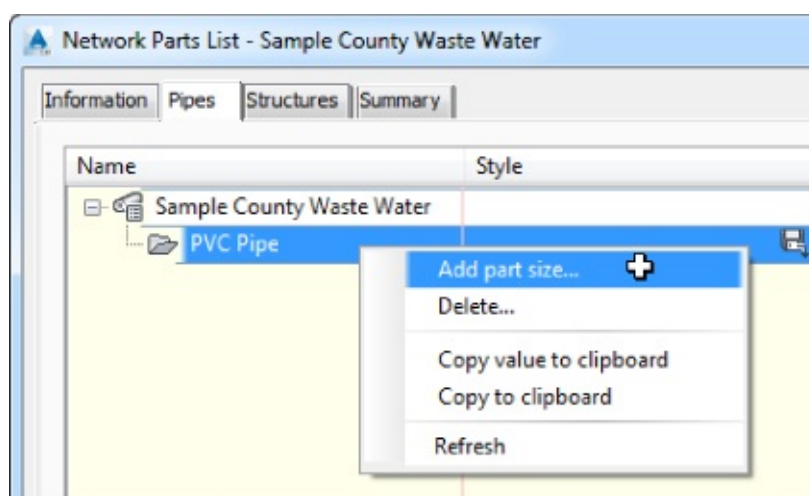 Network Parts List - Sample County Waste Water
Information Pipes Structures Summary
Name Style
Sample County Waste Water
PVC Pipe
Add part size...
Delete...
Copy value to clipboard
Copy to clipboard
Refresh